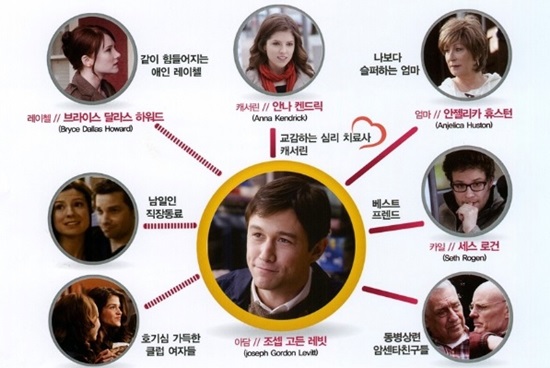 같이 힘들어지는
애인 레이첼
나보다
슬퍼하는 엄마
레이첼 // 브라이스 달라스 하워드
(Bryce Dallas Howard)
캐서린 // 안나 켄드릭
(Anna Kendrick)
엄마 // 안젤리카 휴스턴
(Anjelica Huston)
교감하는 심리 치료사
캐서린
남일인
직장동료
베스트
프렌드
카일 // 세스 로건
(Seth Rogen)
호기심 가득한
클럽 여자들
아담 // 조셉 고든 레빗
(joseph Gordon Levitt)
동병상련
암센타친구들